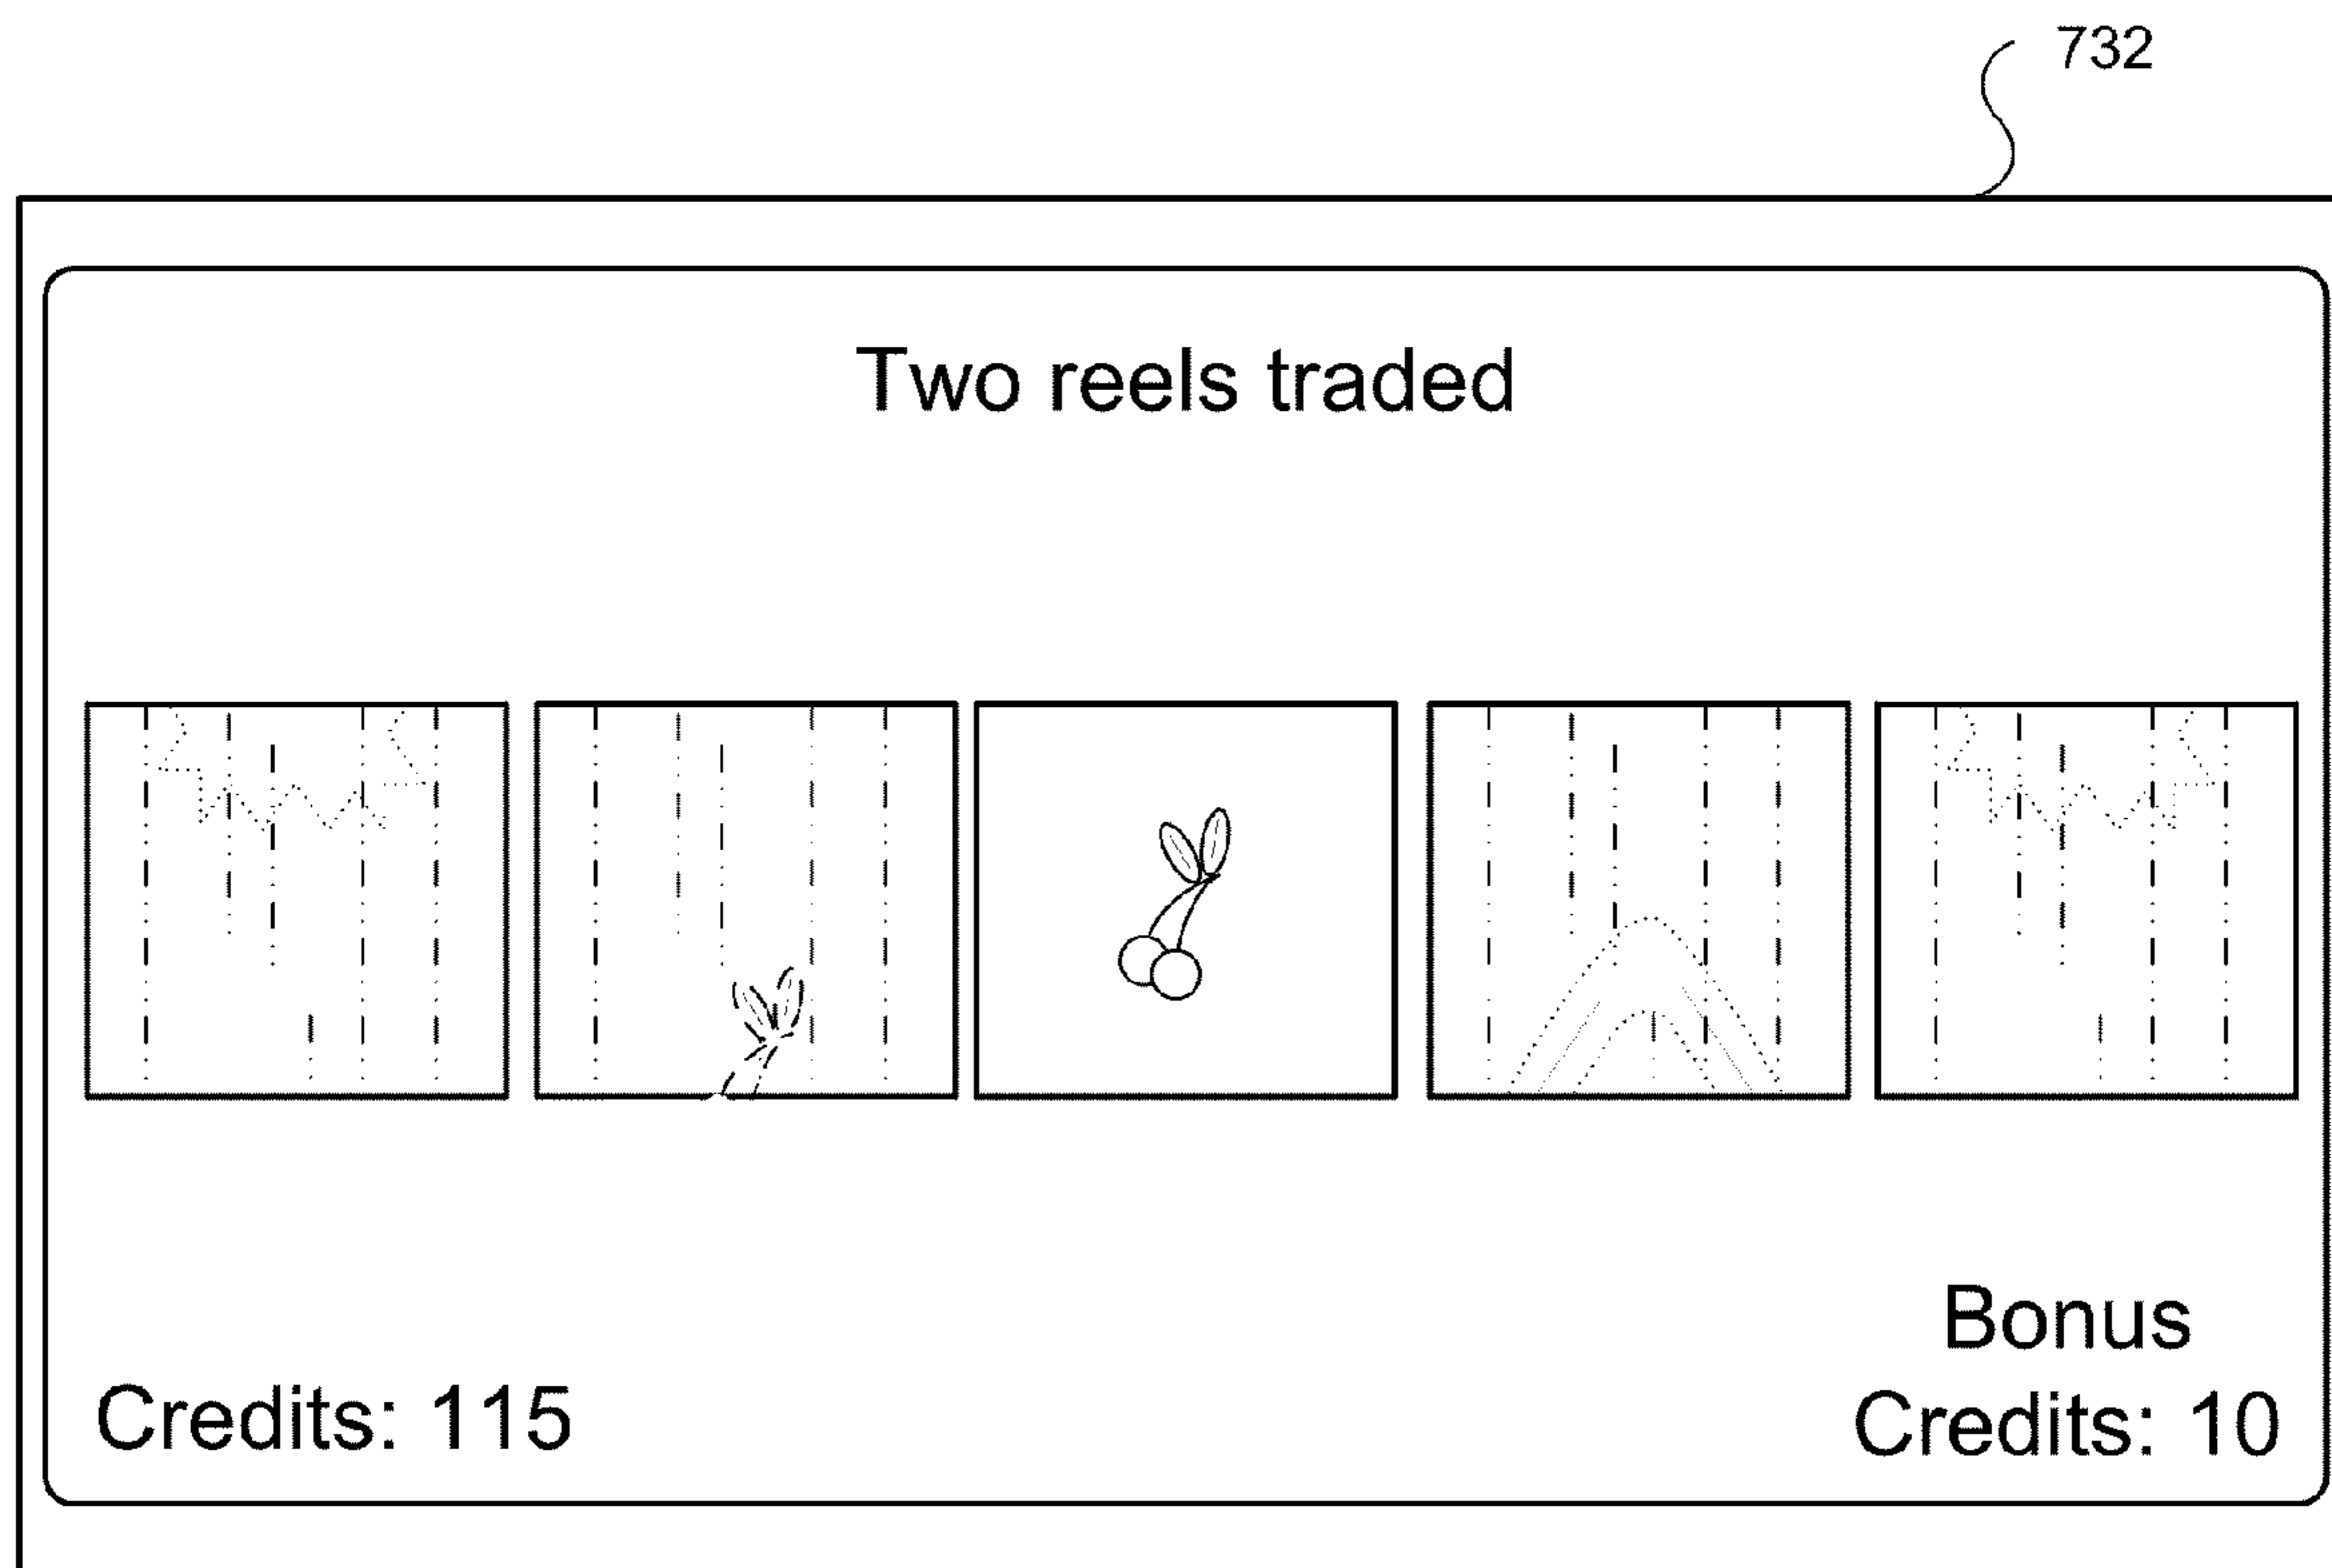 732
Two reels traded
Bonus
Credits: 115
Credits: 10